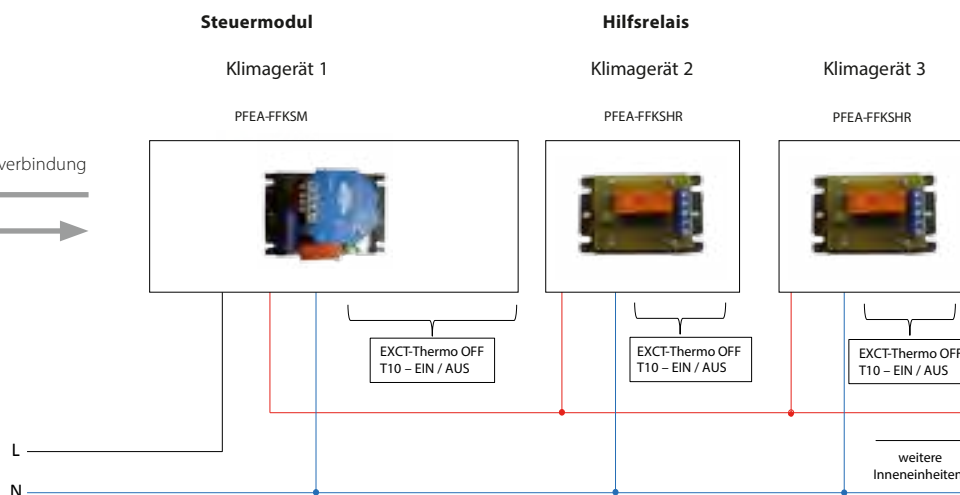 Steuermodul
Hilfsrelais
Klimagerät 1
Klimagerät 2
Klimagerät 3
PFEA-FFKSM
PFEA-FFKSHR
PFEA-FFKSHR
verbindung
EXCT-Thermo OFF
T10 – EIN / AUS
EXCT-Thermo OFF
T10 – EIN / AUS
EXCT-Thermo OFF
T10 – EIN / AUS
L
weitere
Inneneinheiten
N